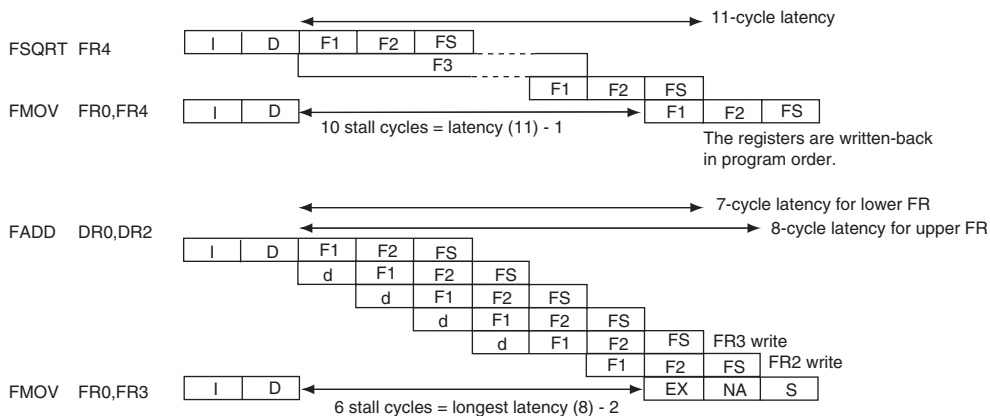 11-cycle latency
FSQRT FR4 I D F1 F2 FS
F3
F1 F2 FS
FMOV FR0,FR4 I D F1 F2 FS
10 stall cycles = latency (11) - 1
The registers are written-back
in program order.
7-cycle latency for lower FR
8-cycle latency for upper FR
FADD DR0,DR2 I D F1 F2 FS
d F1 F2 FS
d F1 F2 FS
d F1 F2 FS
d F1 F2 FS FR3 write
F1 F2 FS FR2 write
FMOV FR0,FR3 I D EX NA S
6 stall cycles = longest latency (8) - 2